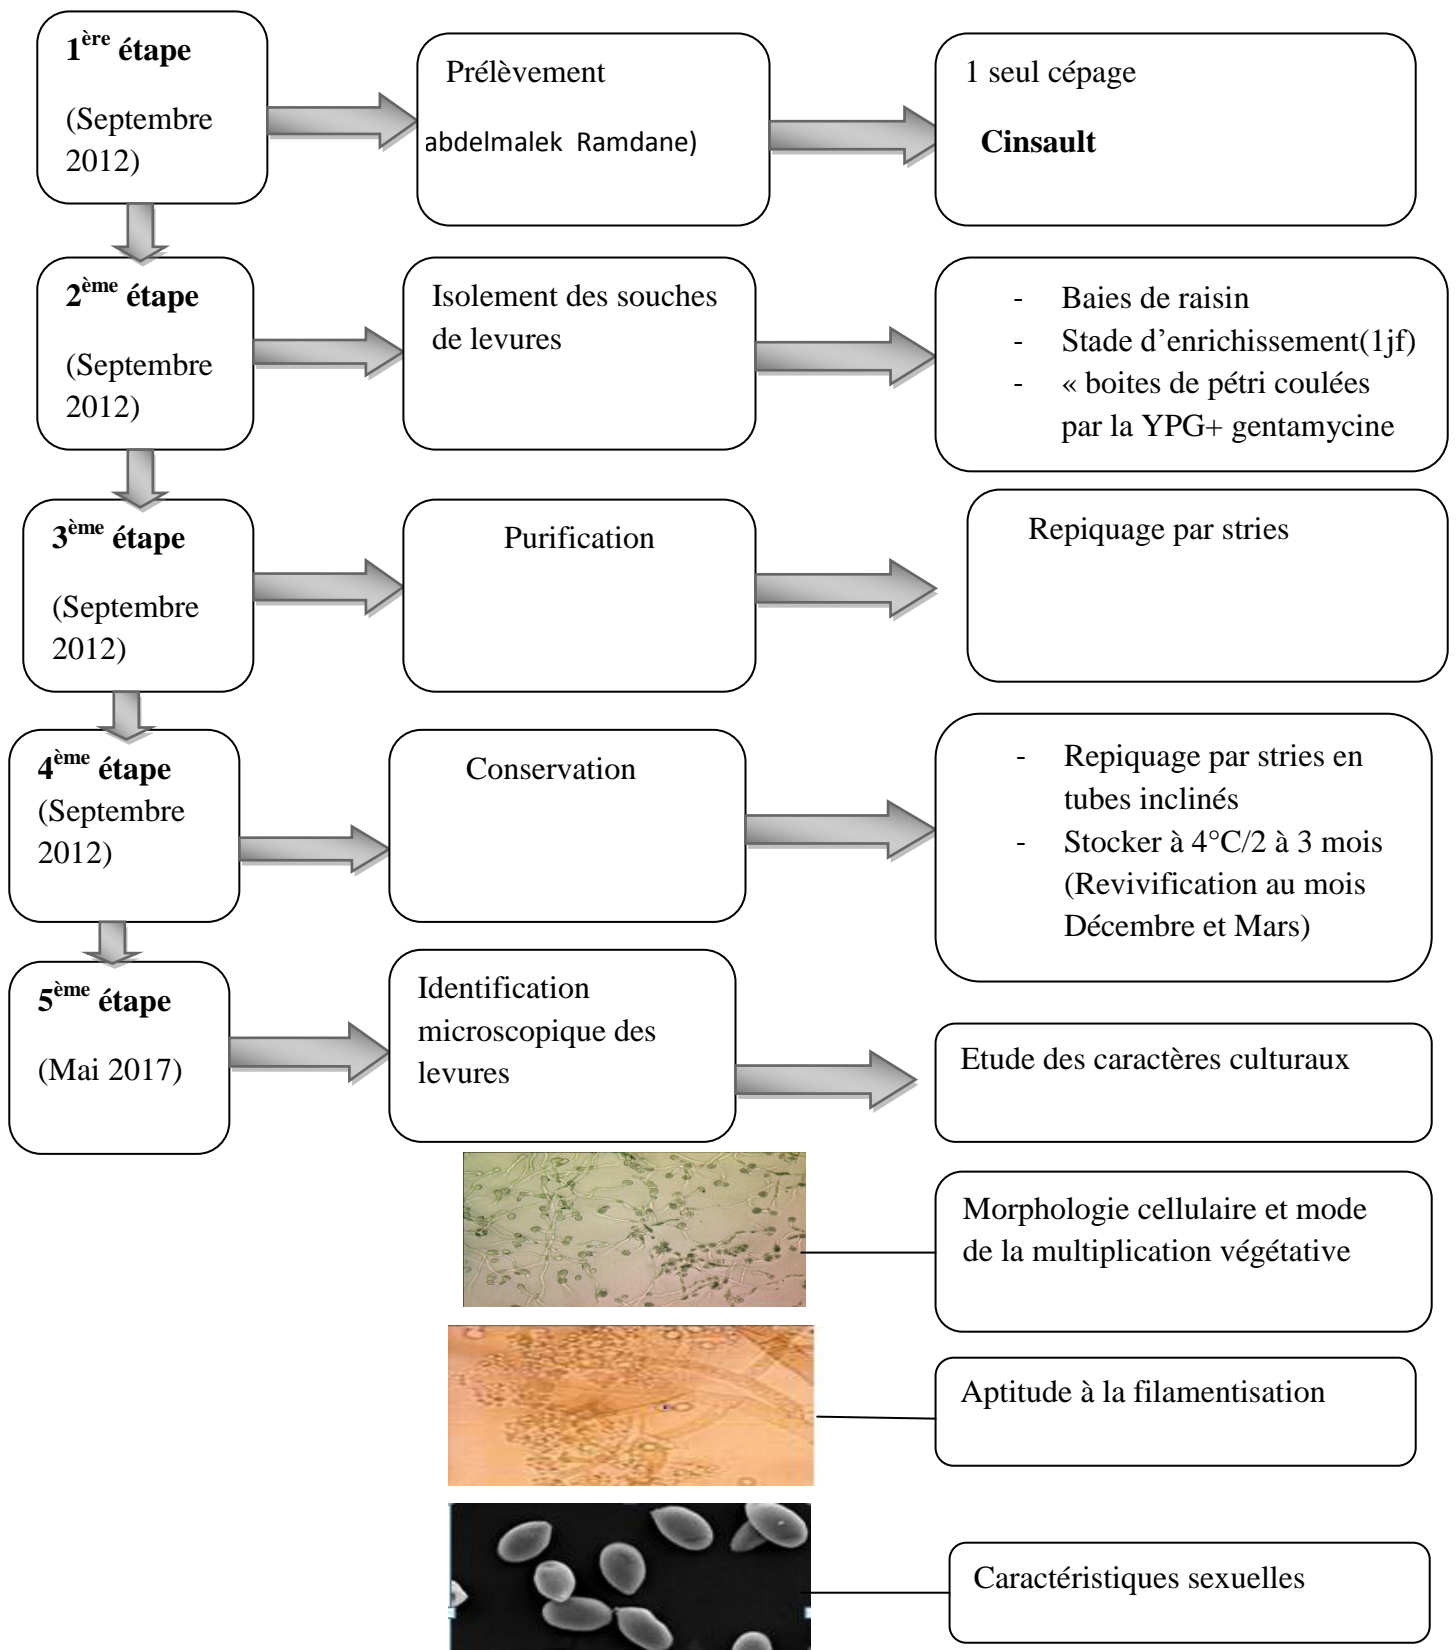 1ère étape
(Septembre
2012)
Prélèvement
abdelmalek Ramdane)
1 seul cépage
Cinsault
2ème étape
(Septembre
2012)
Isolement des souches
de levures
- Baies de raisin
- Stade d’enrichissement(1jf)
- « boites de pétri coulées
par la YPG+ gentamycine
3ème étape
(Septembre
2012)
Purification
Repiquage par stries
4ème étape
(Septembre
2012)
Conservation
- Repiquage par stries en
tubes inclinés
- Stocker à 4°C/2 à 3 mois
(Revivification au mois
Décembre et Mars)
5ème étape
(Mai 2017)
Identification
microscopique des
levures
Etude des caractères culturaux
Morphologie cellulaire et mode
de la multiplication végétative
Aptitude à la filamentisation
Caractéristiques sexuelles